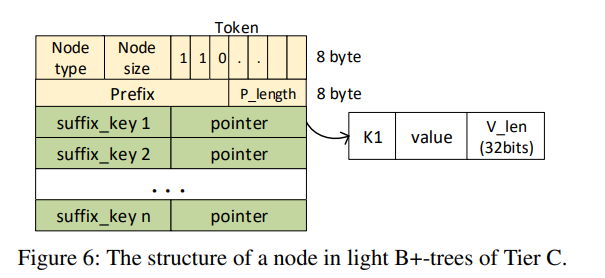 Token
Node type Node size 1 1 0 . . 8 byte
Prefix P_length 8 byte
suffix_key 1 pointer
K1 value V_len (32bits)
suffix_key 2 pointer
...
suffix_key n pointer
Figure 6: The structure of a node in light B+-trees of Tier C.